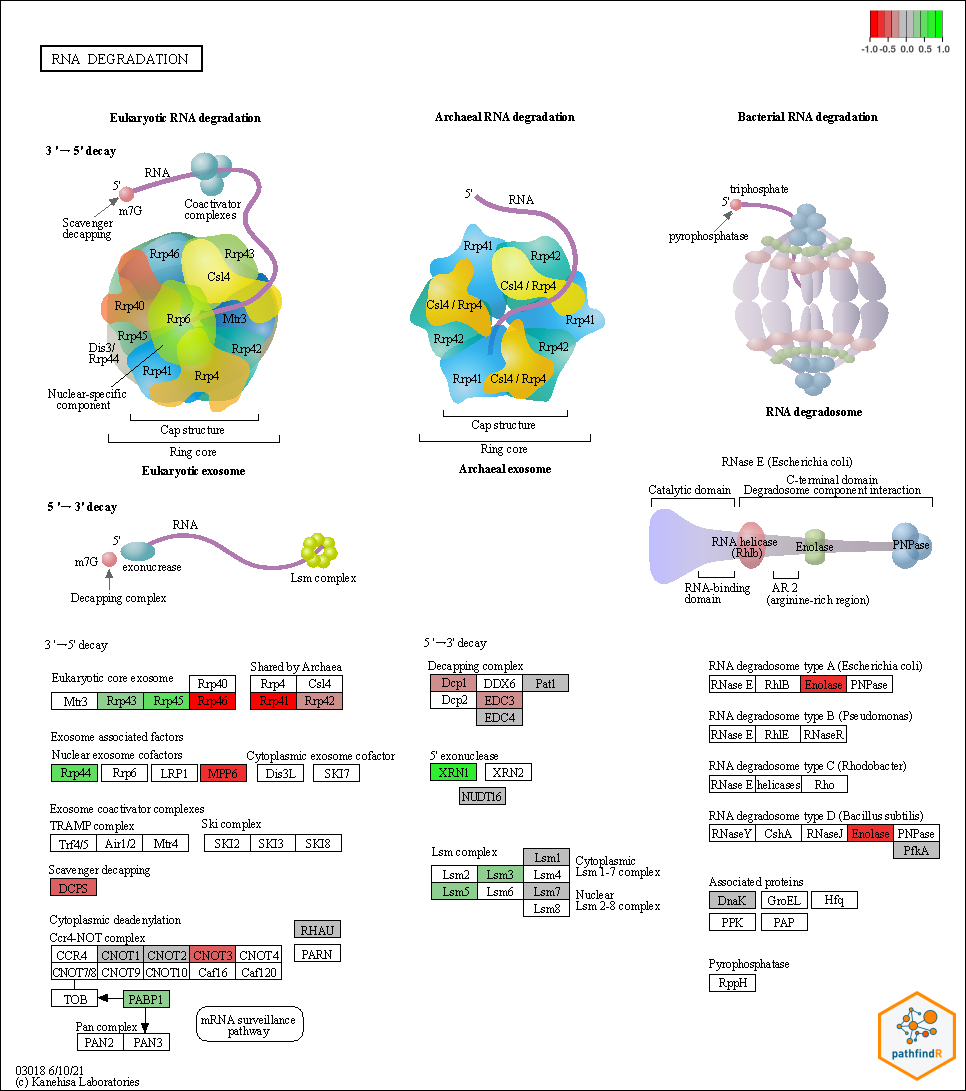 -1.0 -0.5 0.0 0.5 1.0
RNA DEGRADATION
Eukaryotic RNA degradation
Archaeal RNA degradation
Bacterial RNA degradation
3 '→ 5' decay
RNA
5'
m7G
Scavenger
decapping
Coactivator
complexes
Rrp46
Rrp43
Csl4
Rrp40
Rrp6
Mtr3
Rrp45
Dis3/
Rrp44
Rrp42
Rrp41
Rrp4
Nuclear-specific
component
Cap structure
Ring core
Eukaryotic exosome
5'
RNA
Rrp41
Rrp42
Csl4 / Rrp4
Csl4 / Rrp4
Rrp41
Rrp42
Rrp42
Rrp41
Csl4 / Rrp4
Cap structure
Ring core
Archaeal exosome
triphosphate
5'
pyrophosphatase
RNA degradosome
RNase E (Escherichia coli)
C-terminal domain
Catalytic domain
Degradosome component interaction
RNA helicase
(Rhlb)
Enolase
PNPase
RNA-binding
domain
AR 2
(arginine-rich region)
5 '→ 3' decay
RNA
5'
m7G
exonucrease
Lsm complex
Decapping complex
3 '→5' decay
Eukaryotic core exosome
Shared by Archaea
Rrp40
Rrp4 Csl4
Mtr3 Rrp43 Rrp45 Rrp46
Rrp41 Rrp42
Exosome associated factors
Nuclear exosome cofactors
Cytoplasmic exosome cofactor
Rrp44 Rrp6 LRP1 MPP6
Dis3L SKI7
Exosome coactivator complexes
TRAMP complex
Ski complex
Trf4/5 Air1/2 Mtr4
SKI2 SKI3 SKI8
Scavenger decapping
DCPS
Cytoplasmic deadenylation
Ccr4-NOT complex
RHAU
CCR4 CNOT1 CNOT2 CNOT3 CNOT4
PARN
CNOT7/8 CNOT9 CNOT10 Caf16 Caf120
TOB
PABP1
Pan complex
PAN2 PAN3
mRNA surveillance
pathway
5 '→3' decay
Decapping complex
Dcp1 DDX6 Pat1
Dcp2 EDC3
EDC4
5' exonuclease
XRN1 XRN2
NUDT16
Lsm complex
Lsm1
Lsm2 Lsm3 Lsm4
Lsm5 Lsm6 Lsm7
Lsm8
Cytoplasmic
Lsm 1-7 complex
Nuclear
Lsm 2-8 complex
RNA degradosome type A (Escherichia coli)
RNase E RhlB Enolase PNPase
RNA degradosome type B (Pseudomonas)
RNase E RhlE RNaseR
RNA degradosome type C (Rhodobacter)
RNase E helicases Rho
RNA degradosome type D (Bacillus subtilis)
RNaseY CshA RNaseJ Enolase PNPase
PfkA
Associated proteins
DnaK GroEL Hfq
PPK PAP
Pyrophosphatase
RppH
pathfindR
03018 6/10/21
(c) Kanehisa Laboratories